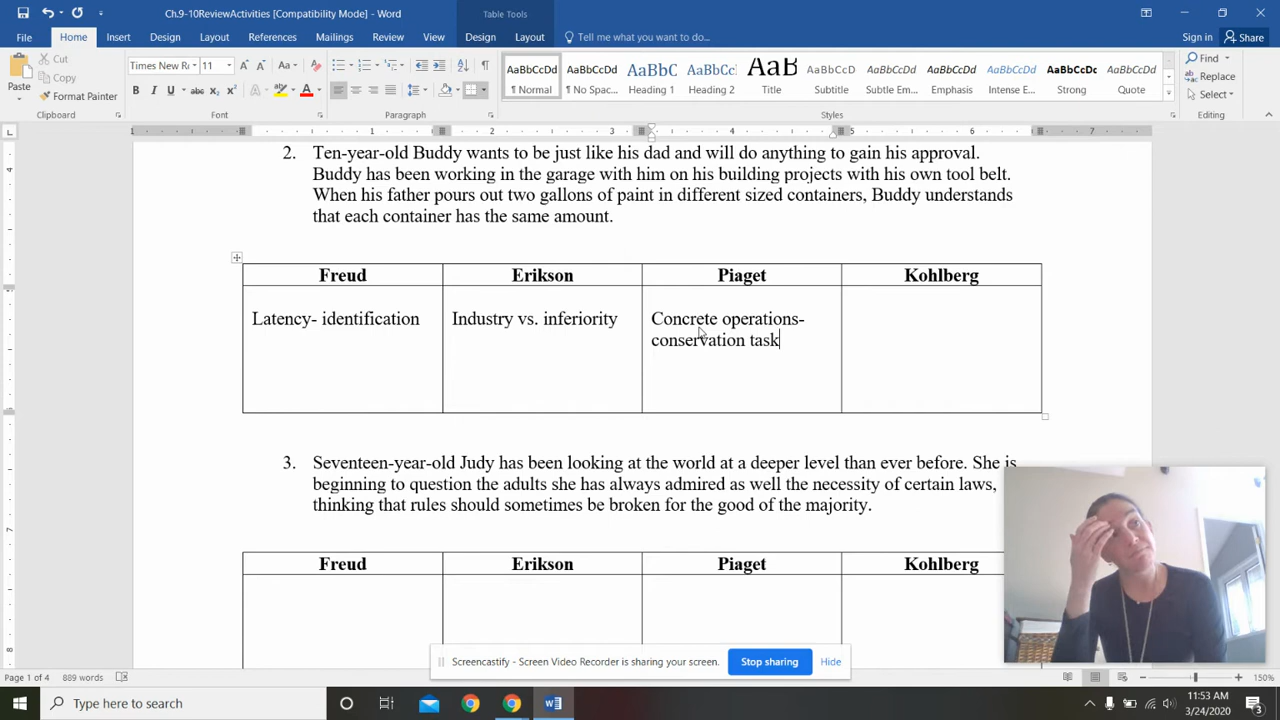 Ch.9-10ReviewActivities [Compatibility Mode] - Word
Table Tools
File Home Insert Design Layout References Mailings Review View Design Layout Tell me what you want to do... Sign in Share
Paste
Cut
Copy
Format Painter
Times New Ro 11
AaBbCcDd AaBbCcDd AaBbC AaBbCc AaB AaBbCcD AaBbCcDd AaBbCcDd AaBbCcDd AaBbCcDc AaBbCcDd
¶ Normal ¶ No Spac... Heading 1 Heading 2 Title Subtitle Subtle Em... Emphasis Intense E... Strong Quote
Find
Replace
Select
Clipboard Font Paragraph Styles Editing
1 1 2 3 4 5 6 7
2. Ten-year-old Buddy wants to be just like his dad and will do anything to gain his approval.
Buddy has been working in the garage with him on his building projects with his own tool belt.
When his father pours out two gallons of paint in different sized containers, Buddy understands
that each container has the same amount.
Freud Erikson Piaget Kohlberg
Latency- identification Industry vs. inferiority Concrete operations-
conservation task
3. Seventeen-year-old Judy has been looking at the world at a deeper level than ever before. She is
beginning to question the adults she has always admired as well the necessity of certain laws,
thinking that rules should sometimes be broken for the good of the majority.
Freud Erikson Piaget Kohlberg
Screencastify - Screen Video Recorder is sharing your screen. Stop sharing Hide
Page 1 of 4 889 words 150%
Type here to search
11:53 AM
3/24/2020